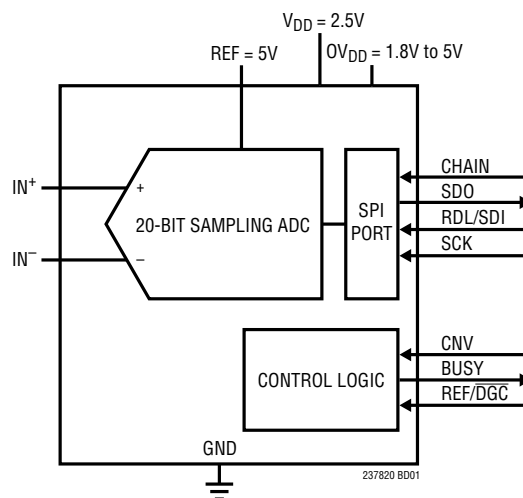 V_DD = 2.5V
REF = 5V
OV_DD = 1.8V to 5V
IN⁺
+
20-BIT SAMPLING ADC
IN⁻
–
SPI
PORT
CHAIN
SDO
RDL/SDI
SCK
CONTROL LOGIC
CNV
BUSY
REF/D̅G̅C̅
GND
237820 BD01